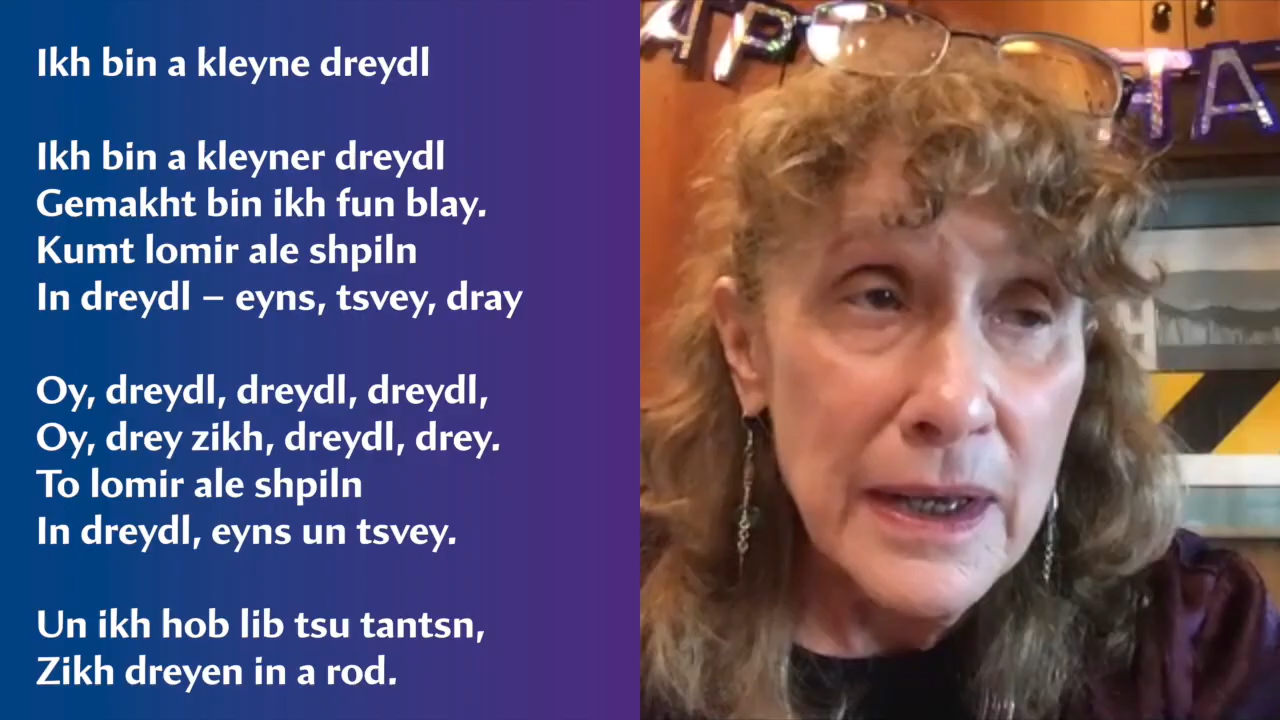 Ikh bin a kleyne dreydl
Ikh bin a kleyner dreydl
Gemakht bin ikh fun blay.
Kumt lomir ale shpiln
In dreydl – eyns, tsvey, dray
Oy, dreydl, dreydl, dreydl,
Oy, drey zikh, dreydl, drey.
To lomir ale shpiln
In dreydl, eyns un tsvey.
Un ikh hob lib tsu tantsn,
Zikh dreyen in a rod.